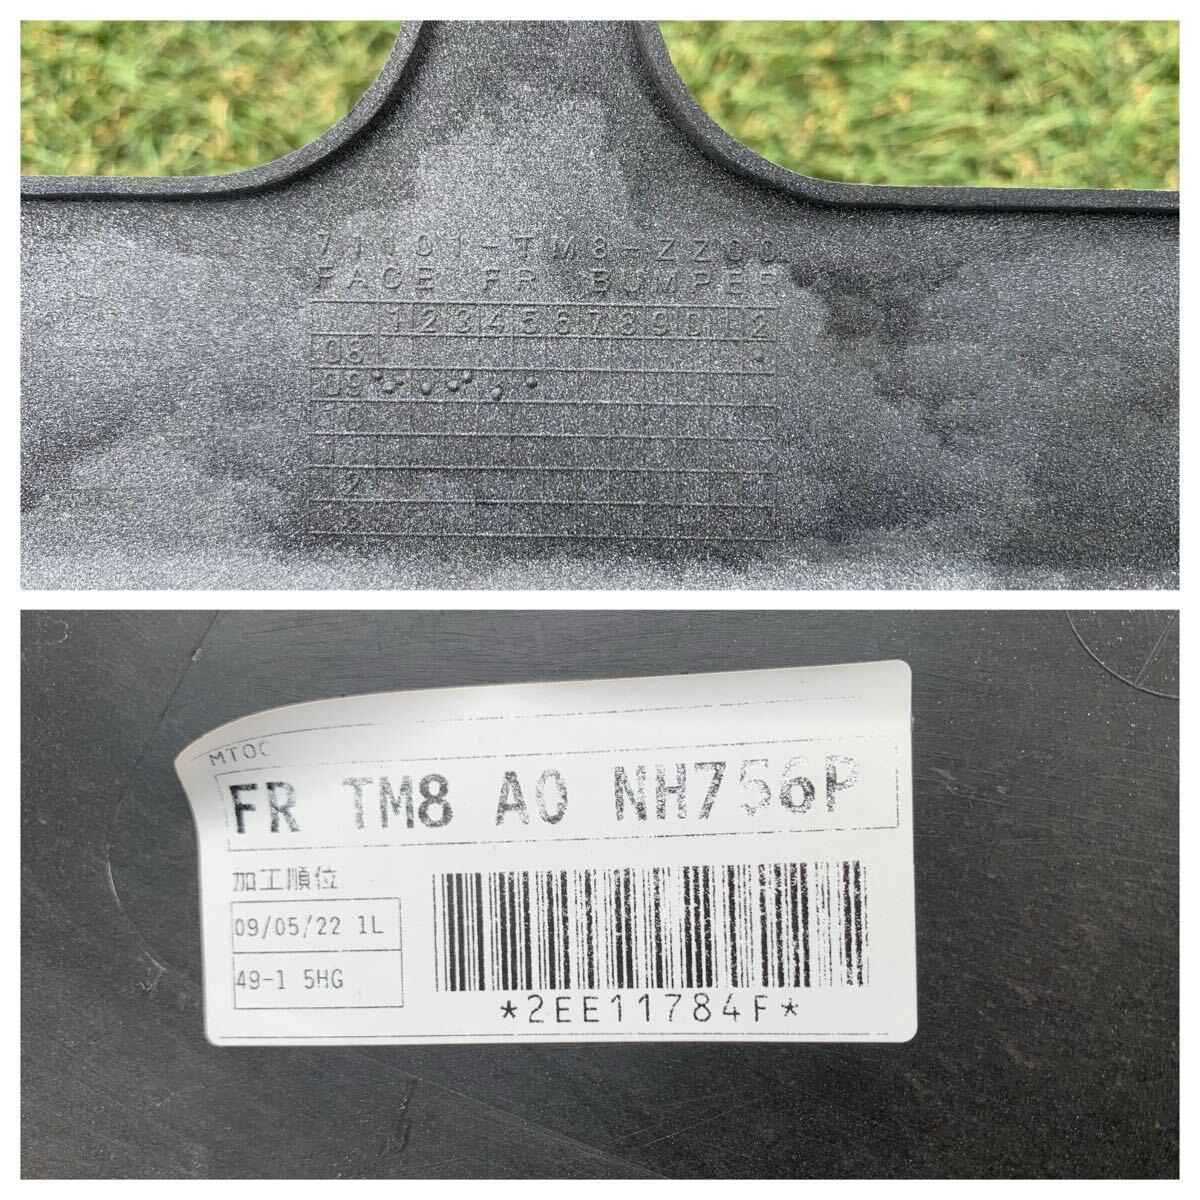 71101-TM8-ZZ00
FACE FR BUMPER
1 2 3 4 5 6 7 8 9 10 11 12
08
09
10
11
12
MTOC
FR TM8 A0 NH756P
加工順位
09/05/22 1L
49-1 5HG
*2EE11784F*